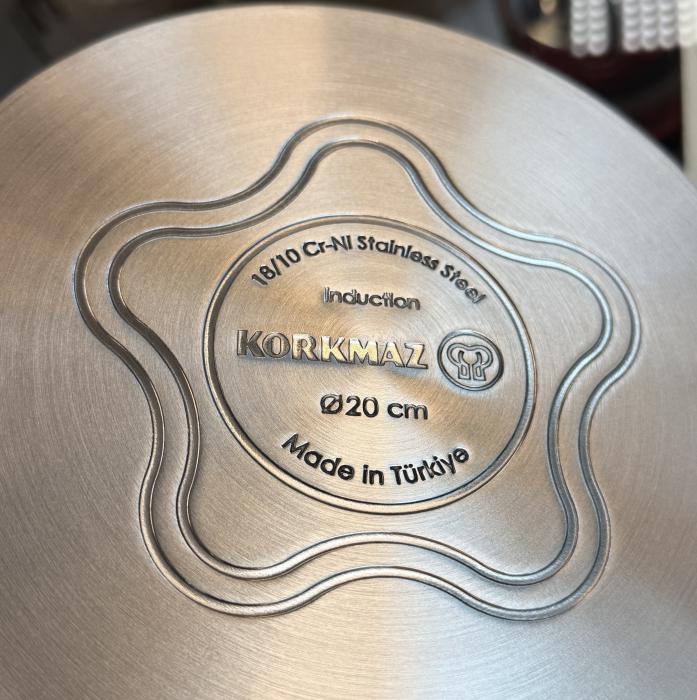 18/10 Cr-Ni Stainless Steel
Induction
KORKMAZ
Ø20 cm
Made in Türkiye